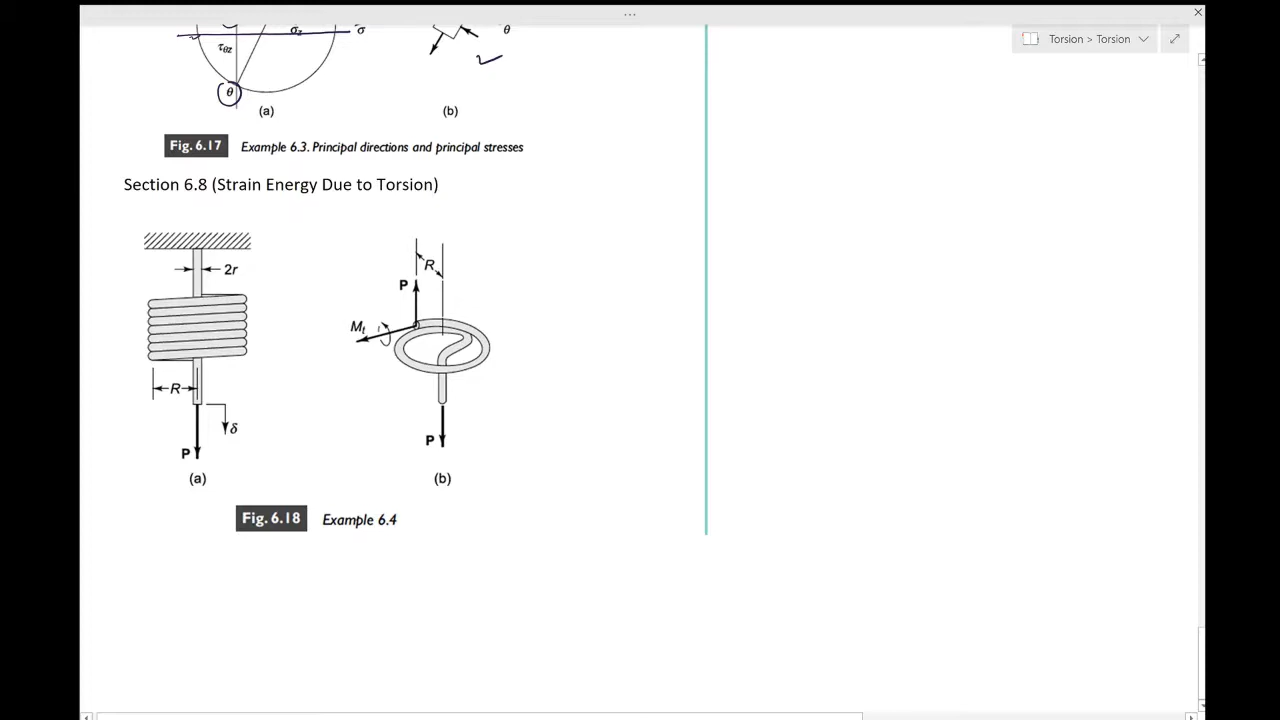 ...
Torsion > Torsion
σz
σ
τθz
θ
θ
(a)
(b)
Fig. 6.17 Example 6.3. Principal directions and principal stresses
Section 6.8 (Strain Energy Due to Torsion)
2r
R
δ
P
(a)
R
P
Mt
P
(b)
Fig. 6.18 Example 6.4